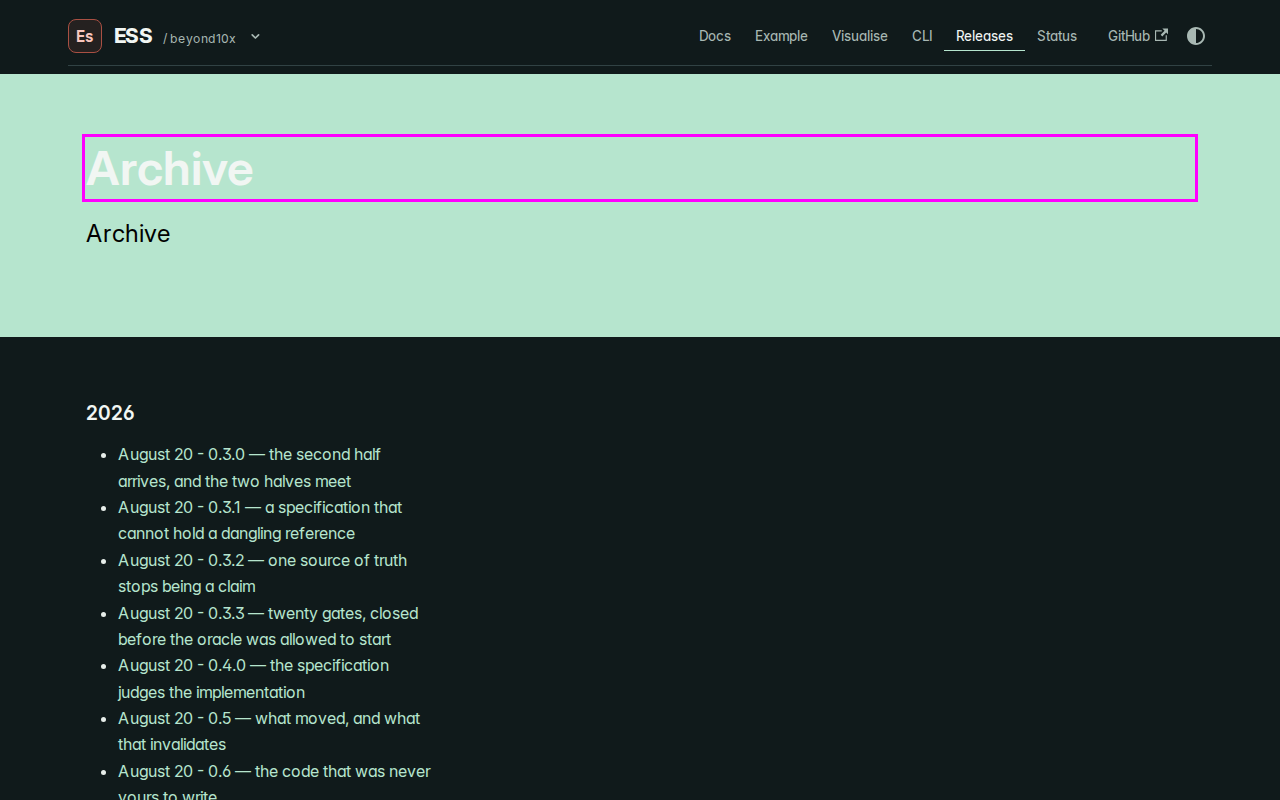 Es ESS / beyond10x Docs Example Visualise CLI Releases Status GitHub
Archive
Archive
2026
August 20 - 0.3.0 — the second half
arrives, and the two halves meet
August 20 - 0.3.1 — a specification that
cannot hold a dangling reference
August 20 - 0.3.2 — one source of truth
stops being a claim
August 20 - 0.3.3 — twenty gates, closed
before the oracle was allowed to start
August 20 - 0.4.0 — the specification
judges the implementation
August 20 - 0.5 — what moved, and what
that invalidates
August 20 - 0.6 — the code that was never
yours to write